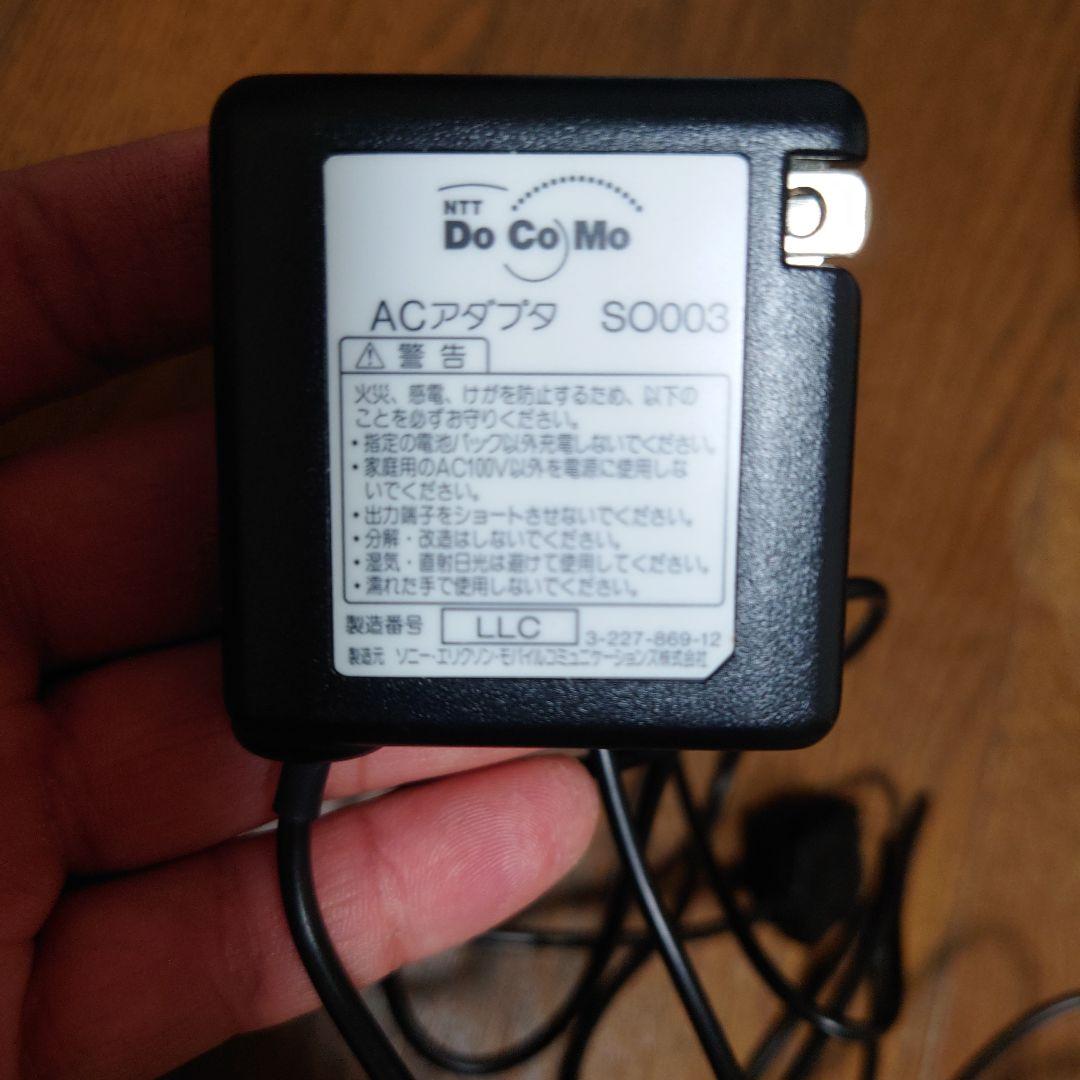 NTT
DoCoMo
ACアダプタ SO003
⚠警告
火災、感電、けがを防止するため、以下の
ことを必ずお守りください。
・指定の電池パック以外充電しないでください。
・家庭用のAC100V以外を電源に使用しな
いでください。
・出力端子をショートさせないでください。
・分解・改造はしないでください。
・湿気・直射日光は避けて使用してください。
・濡れた手で使用しないでください。
製造番号 LLC 3-227-869-12
製造元 ソニー・エリクソン・モバイルコミュニケーションズ株式会社